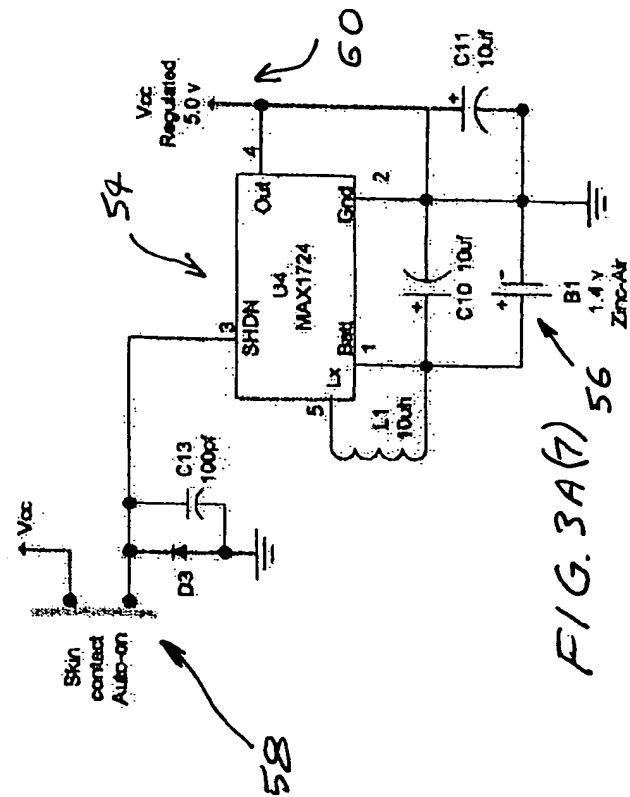 Skin
contact
Auto-on
Vcc
58
D3
C13
100pf
54
3
SHDN
U4
MAX1724
Out
4
Lx
5
Batt
1
Gnd
2
L1
10uh
Vcc
Regulated
5.0 v
60
C10 10uf
+
C11
10uf
+
+ -
B1
1.4 v
Zinc-Air
56
FIG. 3A(7)